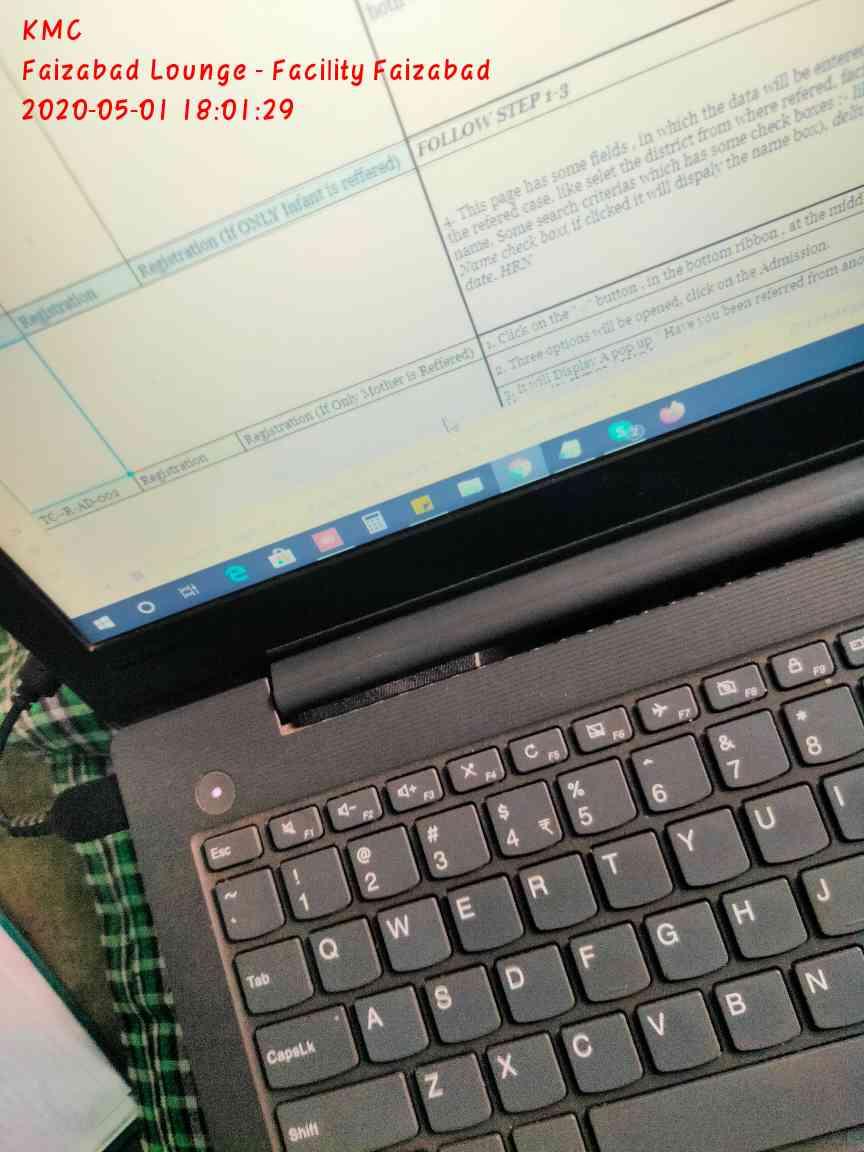 KMC
Faizabad Lounge - Facility Faizabad
2020-05-01 18:01:29
both
FOLLOW STEP 1-3
Registration
Registration (If ONLY Infant is reffered)
4- This page has some fields , in which the data will be entered
the refered case, like selet the district from where refered, fac
name. Some search criterias which has some check boxes :- 
Name check boxt if clicked it will dispaly the name box), deli
date. HRN
TC-R-AD-002
Registration
Registration (If Only Mother is Reffered)
1. Click on the button , in the bottom ribbon , at the midd
2. Three options will be opened, click on the Admission.
3. It will Display A pop up Have you been referred from ano
Esc
F1
F2
F3
F4
F5
F6
F7
F8
F9
~
` 
! 1
@ 2
# 3
$ 4 ₹
% 5
^ 6
& 7
* 8
Tab Q W E R T Y U I
CapsLk A S D F G H J
Shift Z X C V B N